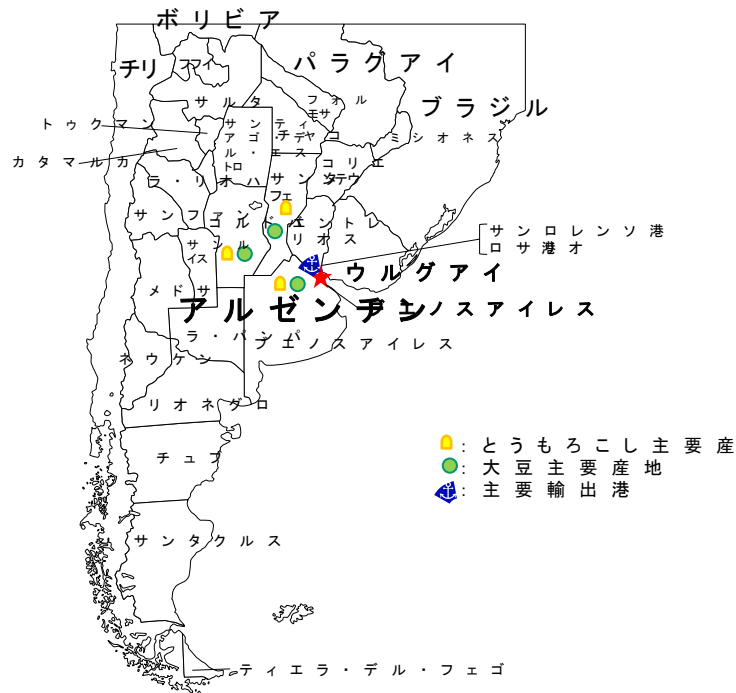 ボリビア
チリ
フフイ
パラグアイ
サルタ
フォル
モサ
ブラジル
トゥクマン
サンティ
アゴ・デ
ル・エス
トロ
チャコ
ミシオネス
カタマルカ
コリエ
ンテス
ラ・リオハ
サンタ
フェ
サンファン
コルドバ
エントレ
リオス
サンロレンソ港
ロサ港オ
サンル
イス
ウルグアイ
メドサ
アルゼンチン
ブエノスアイレス
ラ・パンパ
ブエノスアイレス
ネウケン
リオネグロ
チュブ
: とうもろこし主要産
: 大豆主要産地
: 主要輸出港
サンタクルス
ティエラ・デル・フェゴ